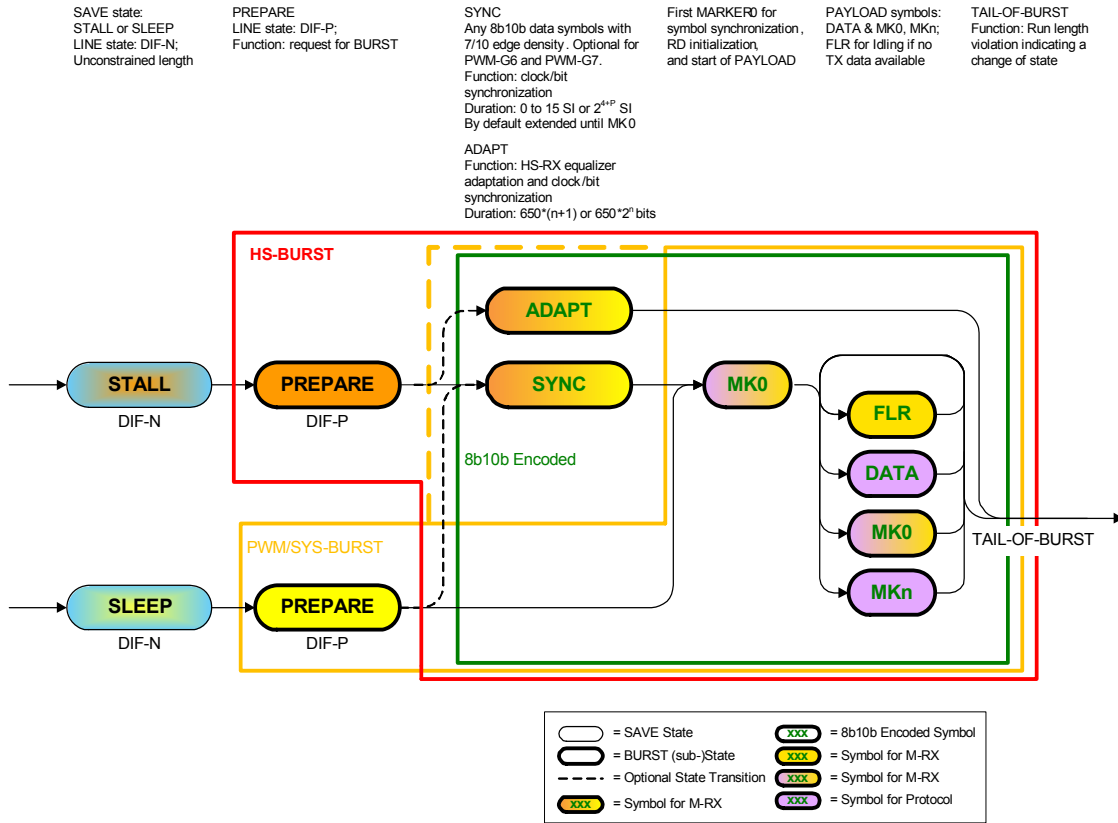 SAVE state:
STALL or SLEEP
LINE state: DIF-N;
Unconstrained length
PREPARE
LINE state: DIF-P;
Function: request for BURST
SYNC
Any 8b10b data symbols with
7/10 edge density. Optional for
PWM-G6 and PWM-G7.
Function: clock/bit
synchronization
Duration: 0 to 15 SI or 2^4+P SI
By default extended until MK0
ADAPT
Function: HS-RX equalizer
adaptation and clock/bit
synchronization
Duration: 650*(n+1) or 650*2^n bits
First MARKER0 for
symbol synchronization,
RD initialization,
and start of PAYLOAD
PAYLOAD symbols:
DATA & MK0, MKn;
FLR for Idling if no
TX data available
TAIL-OF-BURST
Function: Run length
violation indicating a
change of state
HS-BURST
ADAPT
STALL
DIF-N
PREPARE
DIF-P
SYNC
MK0
FLR
8b10b Encoded
DATA
MK0
TAIL-OF-BURST
PWM/SYS-BURST
MKn
SLEEP
DIF-N
PREPARE
DIF-P
= SAVE State
= BURST (sub-)State
= Optional State Transition
xxx = Symbol for M-RX
xxx = 8b10b Encoded Symbol
xxx = Symbol for M-RX
xxx = Symbol for M-RX
xxx = Symbol for Protocol